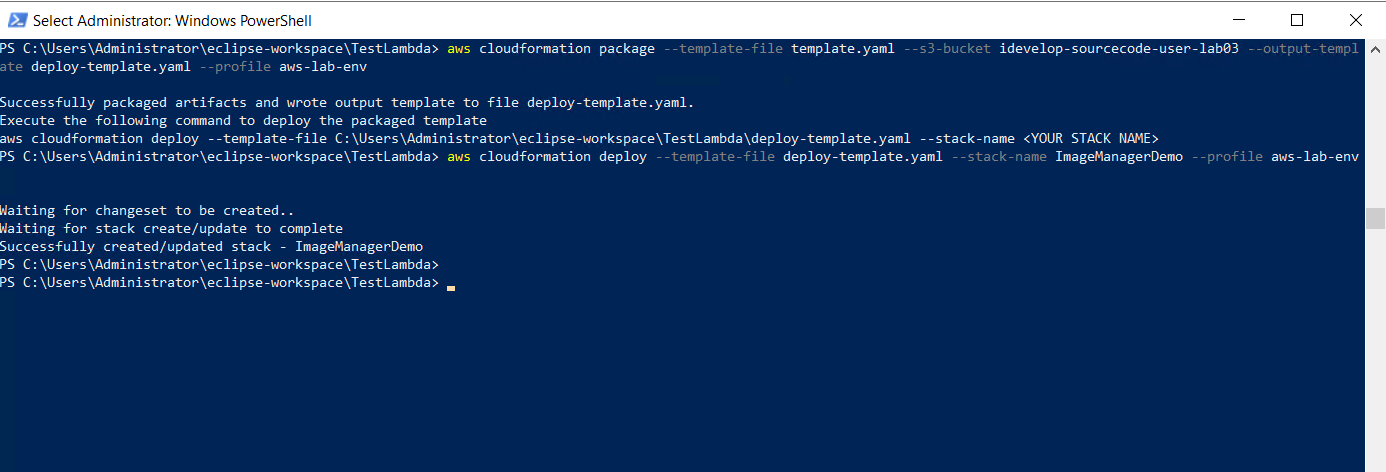 Select Administrator: Windows PowerShell
PS C:\Users\Administrator\eclipse-workspace\TestLambda> aws cloudformation package --template-file template.yaml --s3-bucket idevelop-sourcecode-user-lab03 --output-templ
ate deploy-template.yaml --profile aws-lab-env
Successfully packaged artifacts and wrote output template to file deploy-template.yaml.
Execute the following command to deploy the packaged template
aws cloudformation deploy --template-file C:\Users\Administrator\eclipse-workspace\TestLambda\deploy-template.yaml --stack-name <YOUR STACK NAME>
PS C:\Users\Administrator\eclipse-workspace\TestLambda> aws cloudformation deploy --template-file deploy-template.yaml --stack-name ImageManagerDemo --profile aws-lab-env
Waiting for changeset to be created..
Waiting for stack create/update to complete
Successfully created/updated stack - ImageManagerDemo
PS C:\Users\Administrator\eclipse-workspace\TestLambda>
PS C:\Users\Administrator\eclipse-workspace\TestLambda>